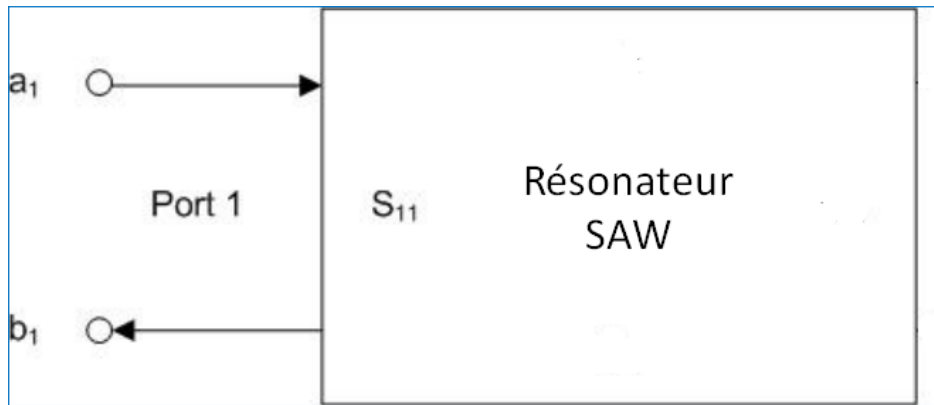 a₁
Port 1
S₁₁
Résonateur
SAW
b₁